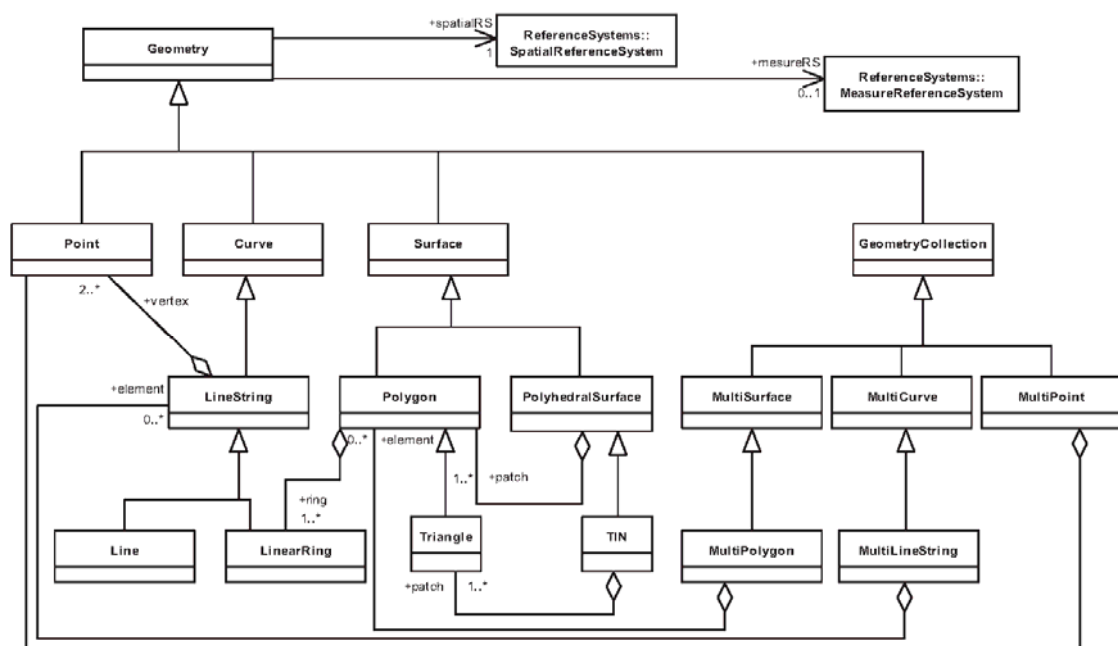 +spatialRS
ReferenceSystems::
SpatialReferenceSystem
1
Geometry
+mesureRS
ReferenceSystems::
MeasureReferenceSystem
0..1
Point
Curve
Surface
GeometryCollection
2..*
+vertex
+element
LineString
Polygon
PolyhedralSurface
MultiSurface
MultiCurve
MultiPoint
0..*
0..*
+element
1..*
+patch
+ring
1..*
Line
LinearRing
Triangle
TIN
MultiPolygon
MultiLineString
+patch
1..*